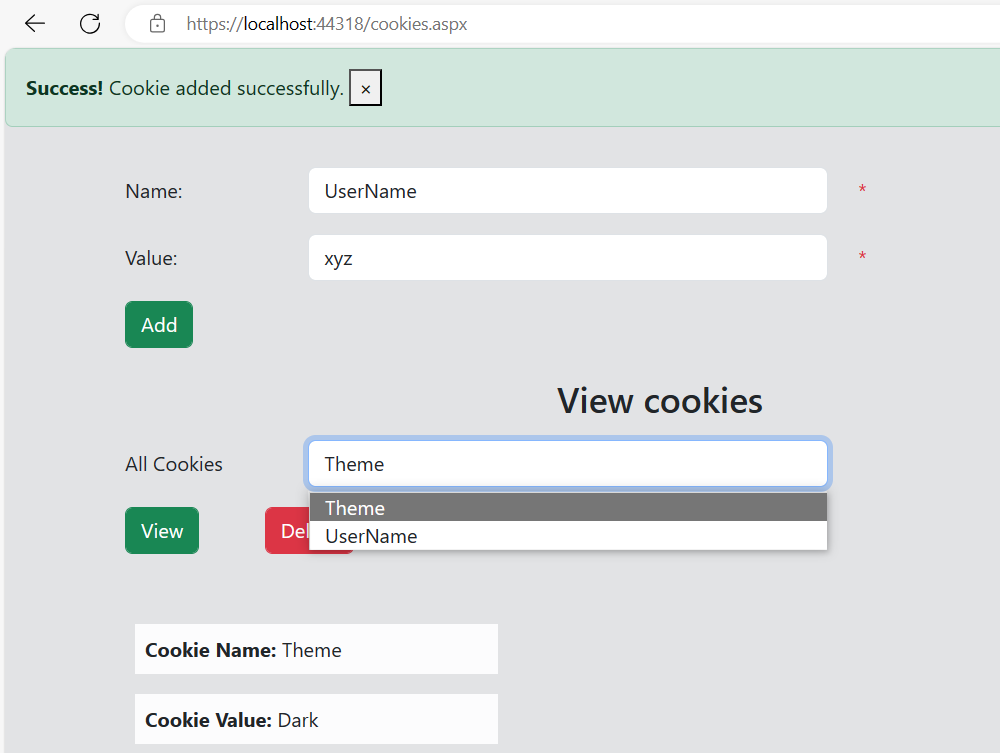 https://localhost:44318/cookies.aspx
Success! Cookie added successfully. ×
Name: UserName *
Value: xyz *
Add
View cookies
All Cookies Theme
Theme
View Del UserName
Cookie Name: Theme
Cookie Value: Dark